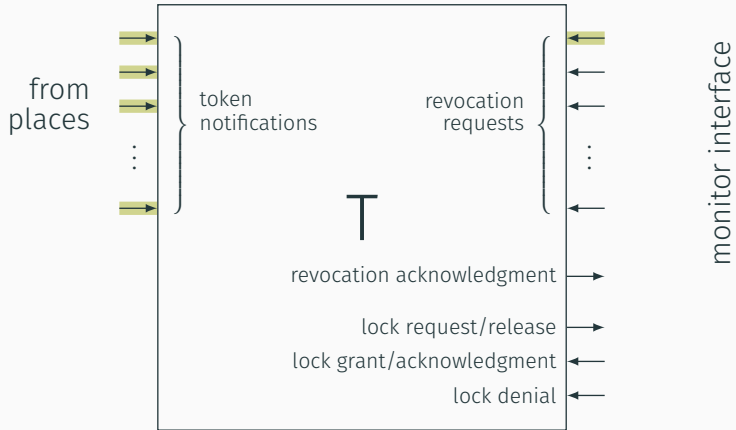 from
places
token
notifications
revocation
requests
⋮
⋮
T
revocation acknowledgment
lock request/release
lock grant/acknowledgment
lock denial
monitor interface